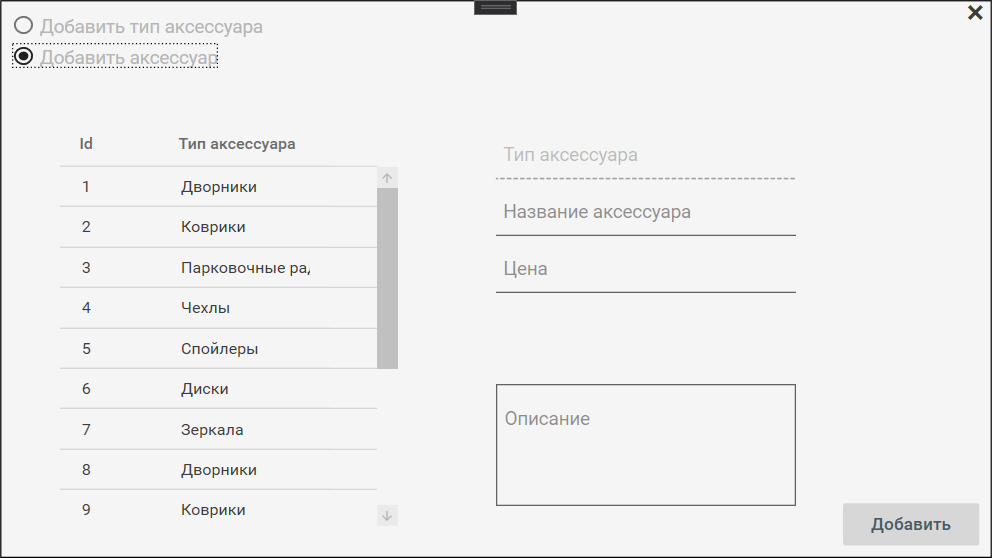 Добавить тип аксессуара
Добавить аксессуар
Id Тип аксессуара
1 Дворники
2 Коврики
3 Парковочные
4 Чехлы
5 Спойлеры
6 Диски
7 Зеркала
8 Дворники
9 Коврики
Тип аксессуара
Название аксессуара
Цена
Описание
Добавить